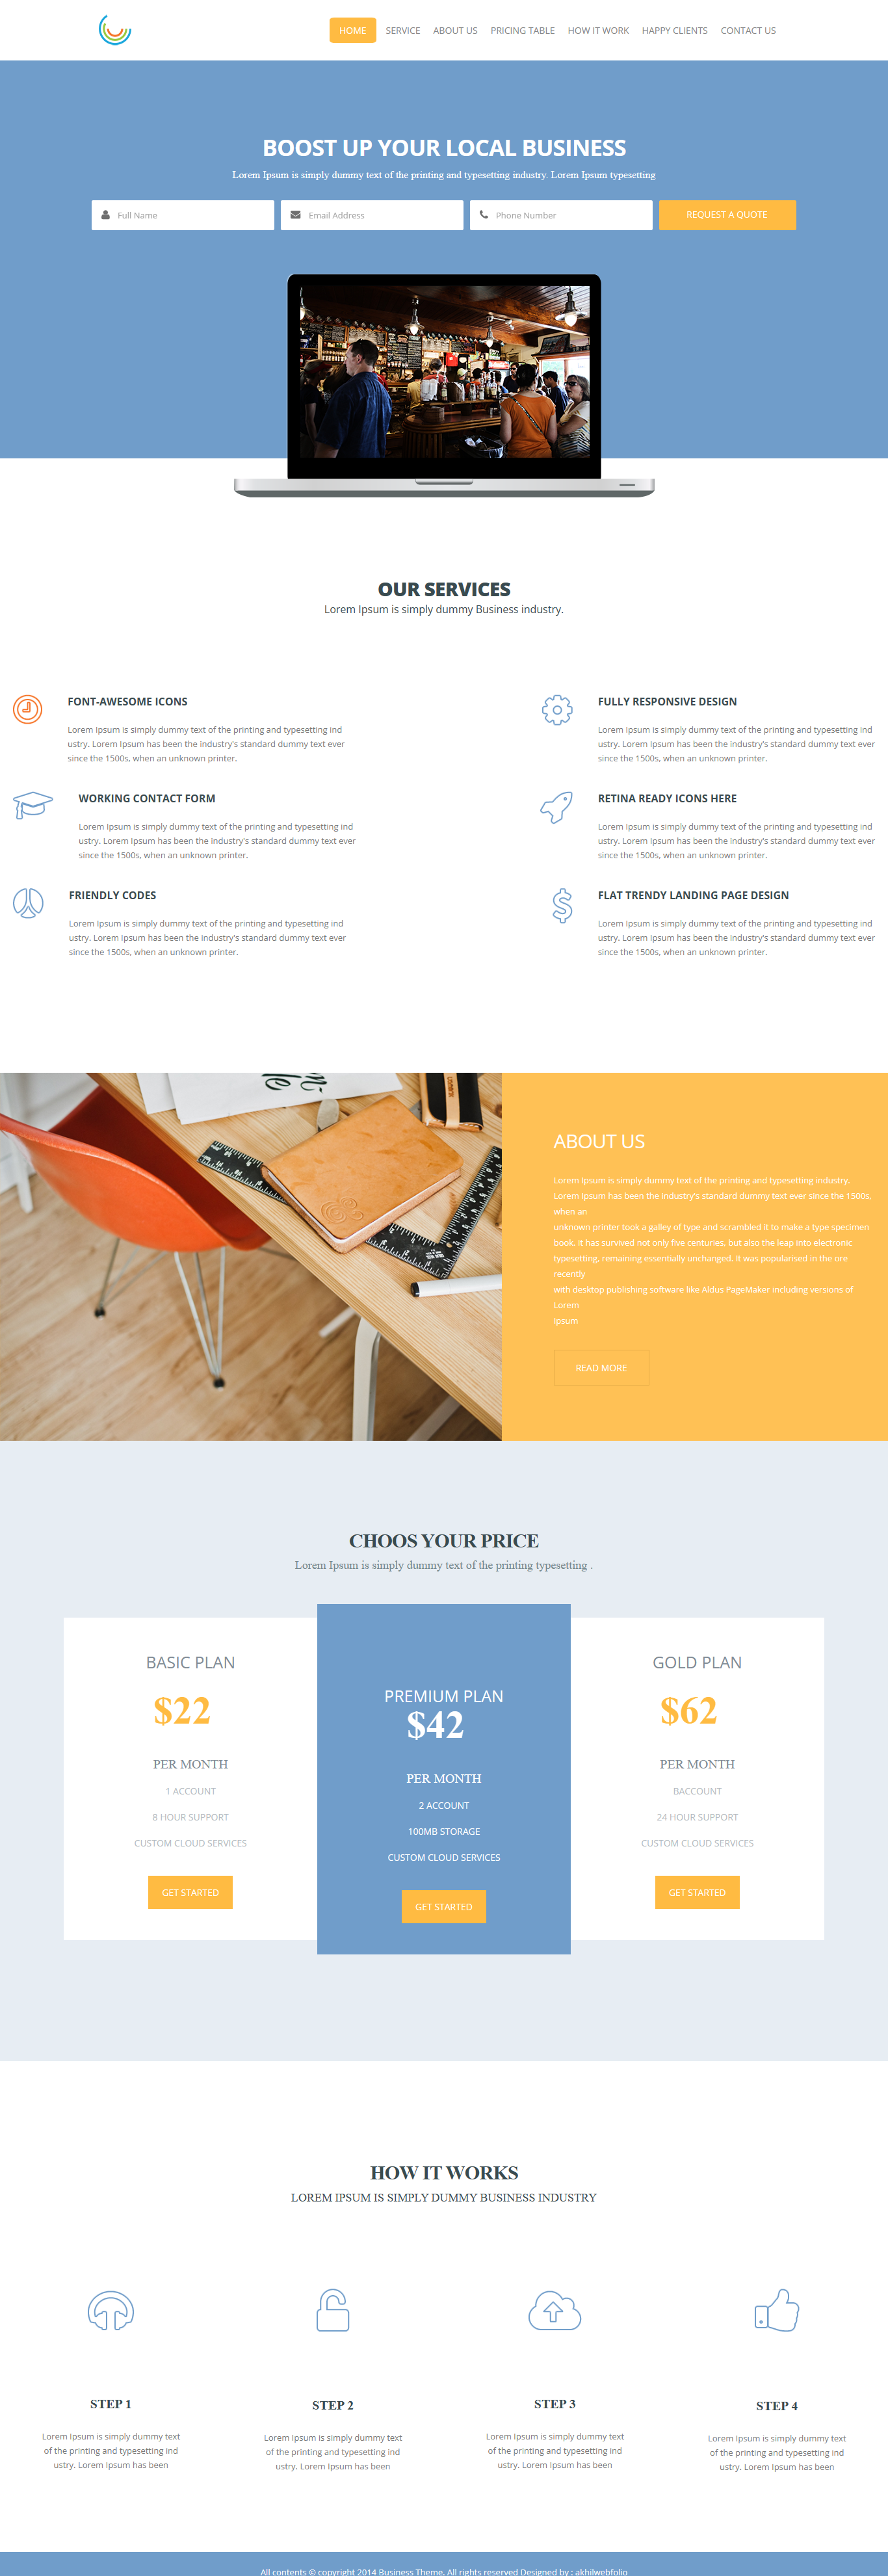 HOME SERVICE ABOUT US PRICING TABLE HOW IT WORK HAPPY CLIENTS CONTACT US
BOOST UP YOUR LOCAL BUSINESS
Lorem Ipsum is simply dummy text of the printing and typesetting industry. Lorem Ipsum typesetting
Full Name Email Address Phone Number REQUEST A QUOTE
OUR SERVICES
Lorem Ipsum is simply dummy Business industry.
FONT-AWESOME ICONS
Lorem Ipsum is simply dummy text of the printing and typesetting ind
ustry. Lorem Ipsum has been the industry's standard dummy text ever
since the 1500s, when an unknown printer.
FULLY RESPONSIVE DESIGN
Lorem Ipsum is simply dummy text of the printing and typesetting ind
ustry. Lorem Ipsum has been the industry's standard dummy text ever
since the 1500s, when an unknown printer.
WORKING CONTACT FORM
Lorem Ipsum is simply dummy text of the printing and typesetting ind
ustry. Lorem Ipsum has been the industry's standard dummy text ever
since the 1500s, when an unknown printer.
RETINA READY ICONS HERE
Lorem Ipsum is simply dummy text of the printing and typesetting ind
ustry. Lorem Ipsum has been the industry's standard dummy text ever
since the 1500s, when an unknown printer.
FRIENDLY CODES
Lorem Ipsum is simply dummy text of the printing and typesetting ind
ustry. Lorem Ipsum has been the industry's standard dummy text ever
since the 1500s, when an unknown printer.
FLAT TRENDY LANDING PAGE DESIGN
Lorem Ipsum is simply dummy text of the printing and typesetting ind
ustry. Lorem Ipsum has been the industry's standard dummy text ever
since the 1500s, when an unknown printer.
ABOUT US
Lorem Ipsum is simply dummy text of the printing and typesetting industry.
Lorem Ipsum has been the industry's standard dummy text ever since the 1500s,
when an
unknown printer took a galley of type and scrambled it to make a type specimen
book. It has survived not only five centuries, but also the leap into electronic
typesetting, remaining essentially unchanged. It was popularised in the ore
recently
with desktop publishing software like Aldus PageMaker including versions of
Lorem
Ipsum
READ MORE
CHOOS YOUR PRICE
Lorem Ipsum is simply dummy text of the printing typesetting .
BASIC PLAN
$22
PER MONTH
1 ACCOUNT
8 HOUR SUPPORT
CUSTOM CLOUD SERVICES
GET STARTED
PREMIUM PLAN
$42
PER MONTH
2 ACCOUNT
100MB STORAGE
CUSTOM CLOUD SERVICES
GET STARTED
GOLD PLAN
$62
PER MONTH
BACCOUNT
24 HOUR SUPPORT
CUSTOM CLOUD SERVICES
GET STARTED
HOW IT WORKS
LOREM IPSUM IS SIMPLY DUMMY BUSINESS INDUSTRY
STEP 1
Lorem Ipsum is simply dummy text
of the printing and typesetting ind
ustry. Lorem Ipsum has been
STEP 2
Lorem Ipsum is simply dummy text
of the printing and typesetting ind
ustry. Lorem Ipsum has been
STEP 3
Lorem Ipsum is simply dummy text
of the printing and typesetting ind
ustry. Lorem Ipsum has been
STEP 4
Lorem Ipsum is simply dummy text
of the printing and typesetting ind
ustry. Lorem Ipsum has been
All contents © copyright 2014 Business Theme. All rights reserved Designed by : akhilwebfolio